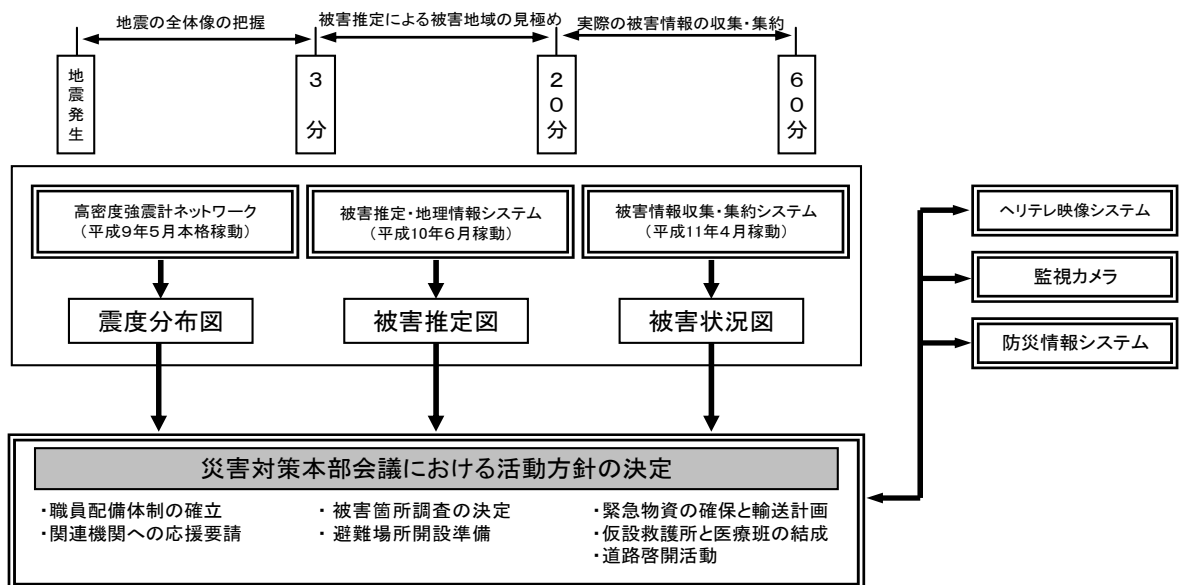 地震の全体像の把握
被害推定による被害地域の見極め
実際の被害情報の収集・集約
地震発生
3分
20分
60分
高密度強震計ネットワーク
(平成9年5月本格稼動)
被害推定・地理情報システム
(平成10年6月稼動)
被害情報収集・集約システム
(平成11年4月稼動)
震度分布図
被害推定図
被害状況図
ヘリテレ映像システム
監視カメラ
防災情報システム
災害対策本部会議における活動方針の決定
・職員配備体制の確立
・関連機関への応援要請
・被害箇所調査の決定
・避難場所開設準備
・緊急物資の確保と輸送計画
・仮設救護所と医療班の結成
・道路啓開活動